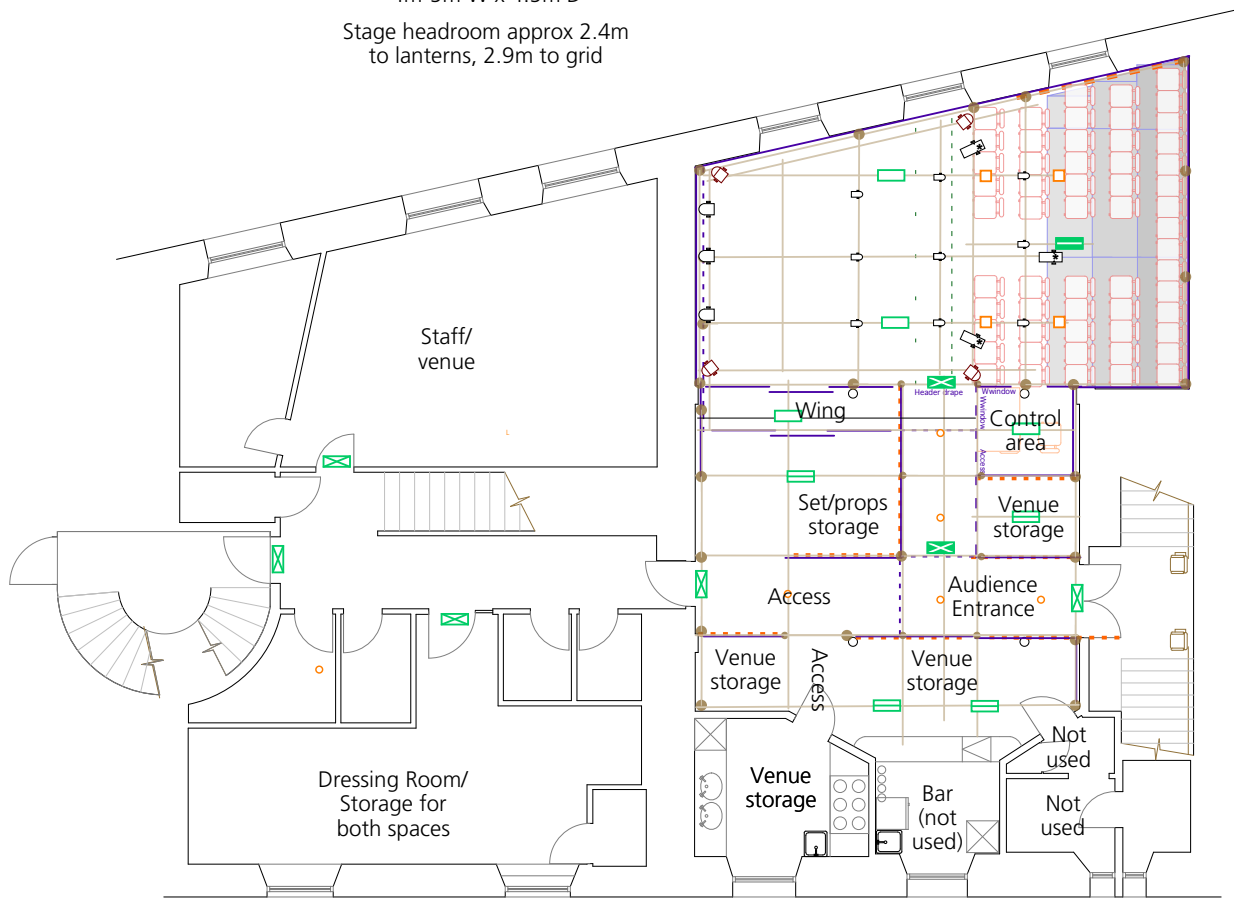 Stage headroom approx 2.4m
to lanterns, 2.9m to grid
Staff/
venue
Wing
Header drape
Wwindow
Wwindow
Access
Control
area
Set/props
storage
Venue
storage
Access
Audience
Entrance
Venue
storage
Access
Venue
storage
Dressing Room/
Storage for
both spaces
Venue
storage
Bar
(not
used)
Not
used
Not
used